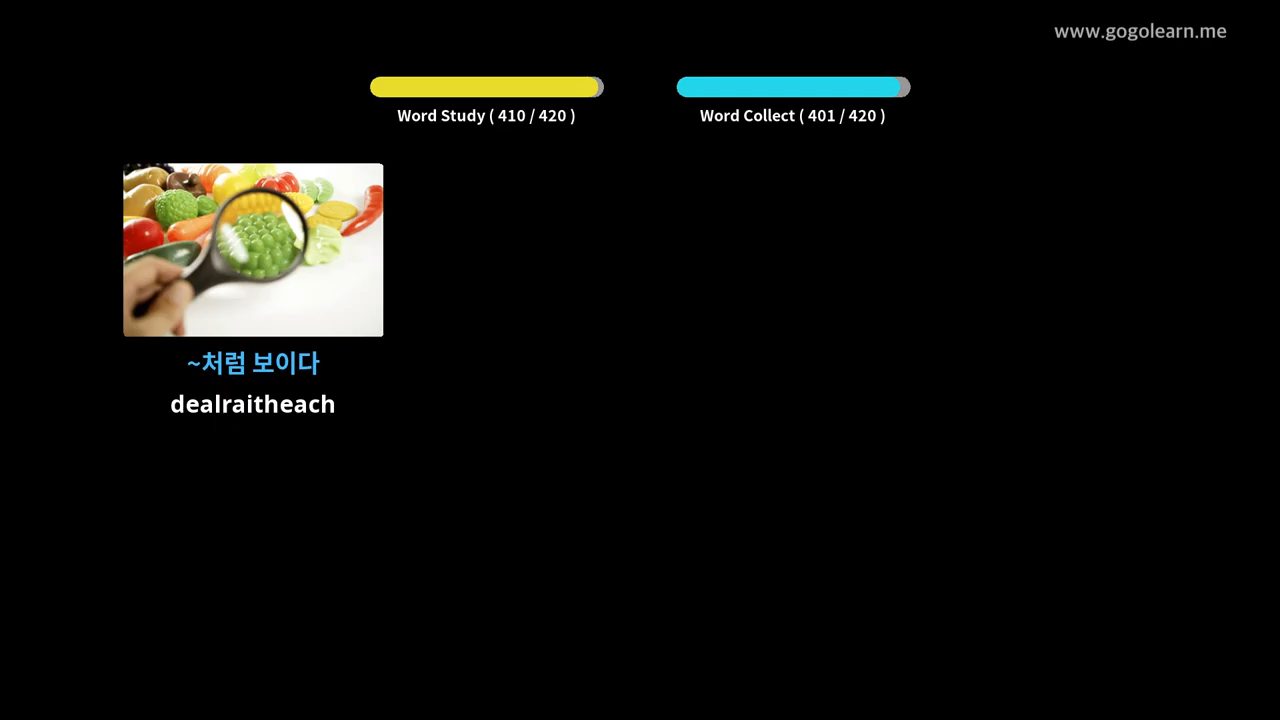 www.gogolearn.me
Word Study ( 410 / 420 )
Word Collect ( 401 / 420 )
~처럼 보이다
dealraitheach